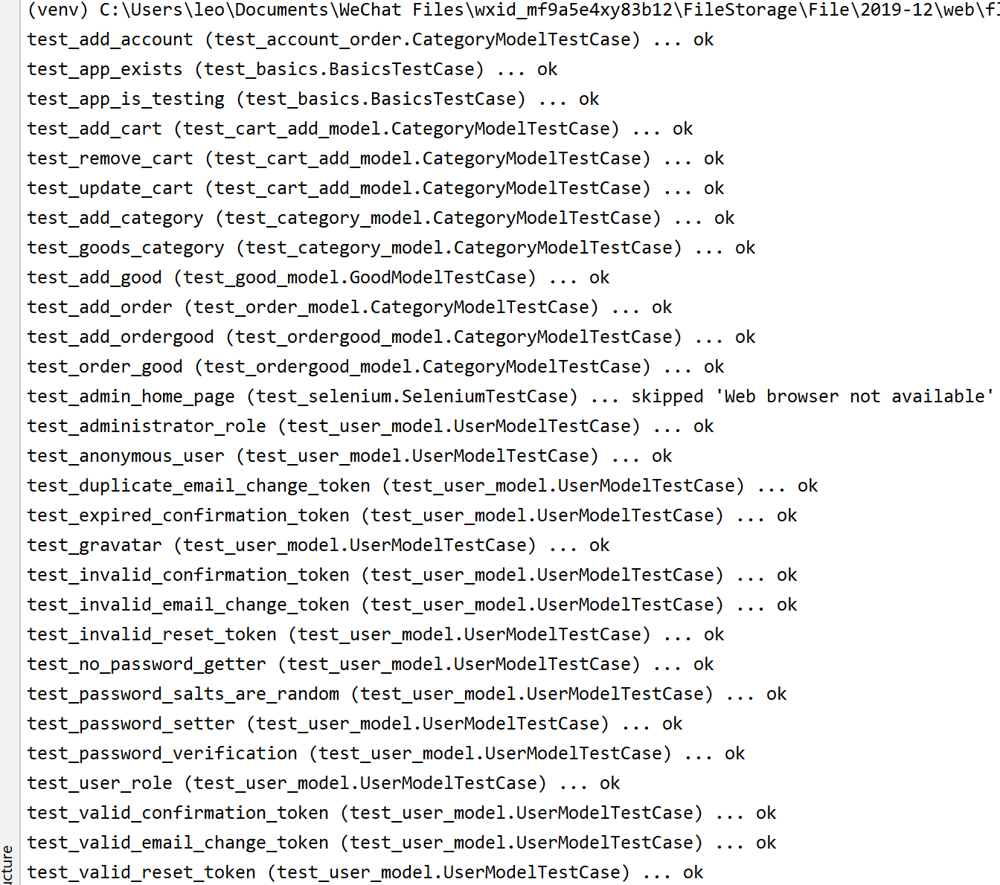 (venv) C:\Users\leo\Documents\WeChat Files\wxid_mf9a5e4xy83b12\FileStorage\File\2019-12\web\fl
test_add_account (test_account_order.CategoryModelTestCase) ... ok
test_app_exists (test_basics.BasicsTestCase) ... ok
test_app_is_testing (test_basics.BasicsTestCase) ... ok
test_add_cart (test_cart_add_model.CategoryModelTestCase) ... ok
test_remove_cart (test_cart_add_model.CategoryModelTestCase) ... ok
test_update_cart (test_cart_add_model.CategoryModelTestCase) ... ok
test_add_category (test_category_model.CategoryModelTestCase) ... ok
test_goods_category (test_category_model.CategoryModelTestCase) ... ok
test_add_good (test_good_model.GoodModelTestCase) ... ok
test_add_order (test_order_model.CategoryModelTestCase) ... ok
test_add_ordergood (test_ordergood_model.CategoryModelTestCase) ... ok
test_order_good (test_ordergood_model.CategoryModelTestCase) ... ok
test_admin_home_page (test_selenium.SeleniumTestCase) ... skipped 'Web browser not available'
test_administrator_role (test_user_model.UserModelTestCase) ... ok
test_anonymous_user (test_user_model.UserModelTestCase) ... ok
test_duplicate_email_change_token (test_user_model.UserModelTestCase) ... ok
test_expired_confirmation_token (test_user_model.UserModelTestCase) ... ok
test_gravatar (test_user_model.UserModelTestCase) ... ok
test_invalid_confirmation_token (test_user_model.UserModelTestCase) ... ok
test_invalid_email_change_token (test_user_model.UserModelTestCase) ... ok
test_invalid_reset_token (test_user_model.UserModelTestCase) ... ok
test_no_password_getter (test_user_model.UserModelTestCase) ... ok
test_password_salts_are_random (test_user_model.UserModelTestCase) ... ok
test_password_setter (test_user_model.UserModelTestCase) ... ok
test_password_verification (test_user_model.UserModelTestCase) ... ok
test_user_role (test_user_model.UserModelTestCase) ... ok
test_valid_confirmation_token (test_user_model.UserModelTestCase) ... ok
test_valid_email_change_token (test_user_model.UserModelTestCase) ... ok
test_valid_reset_token (test_user_model.UserModelTestCase) ... ok
ucture